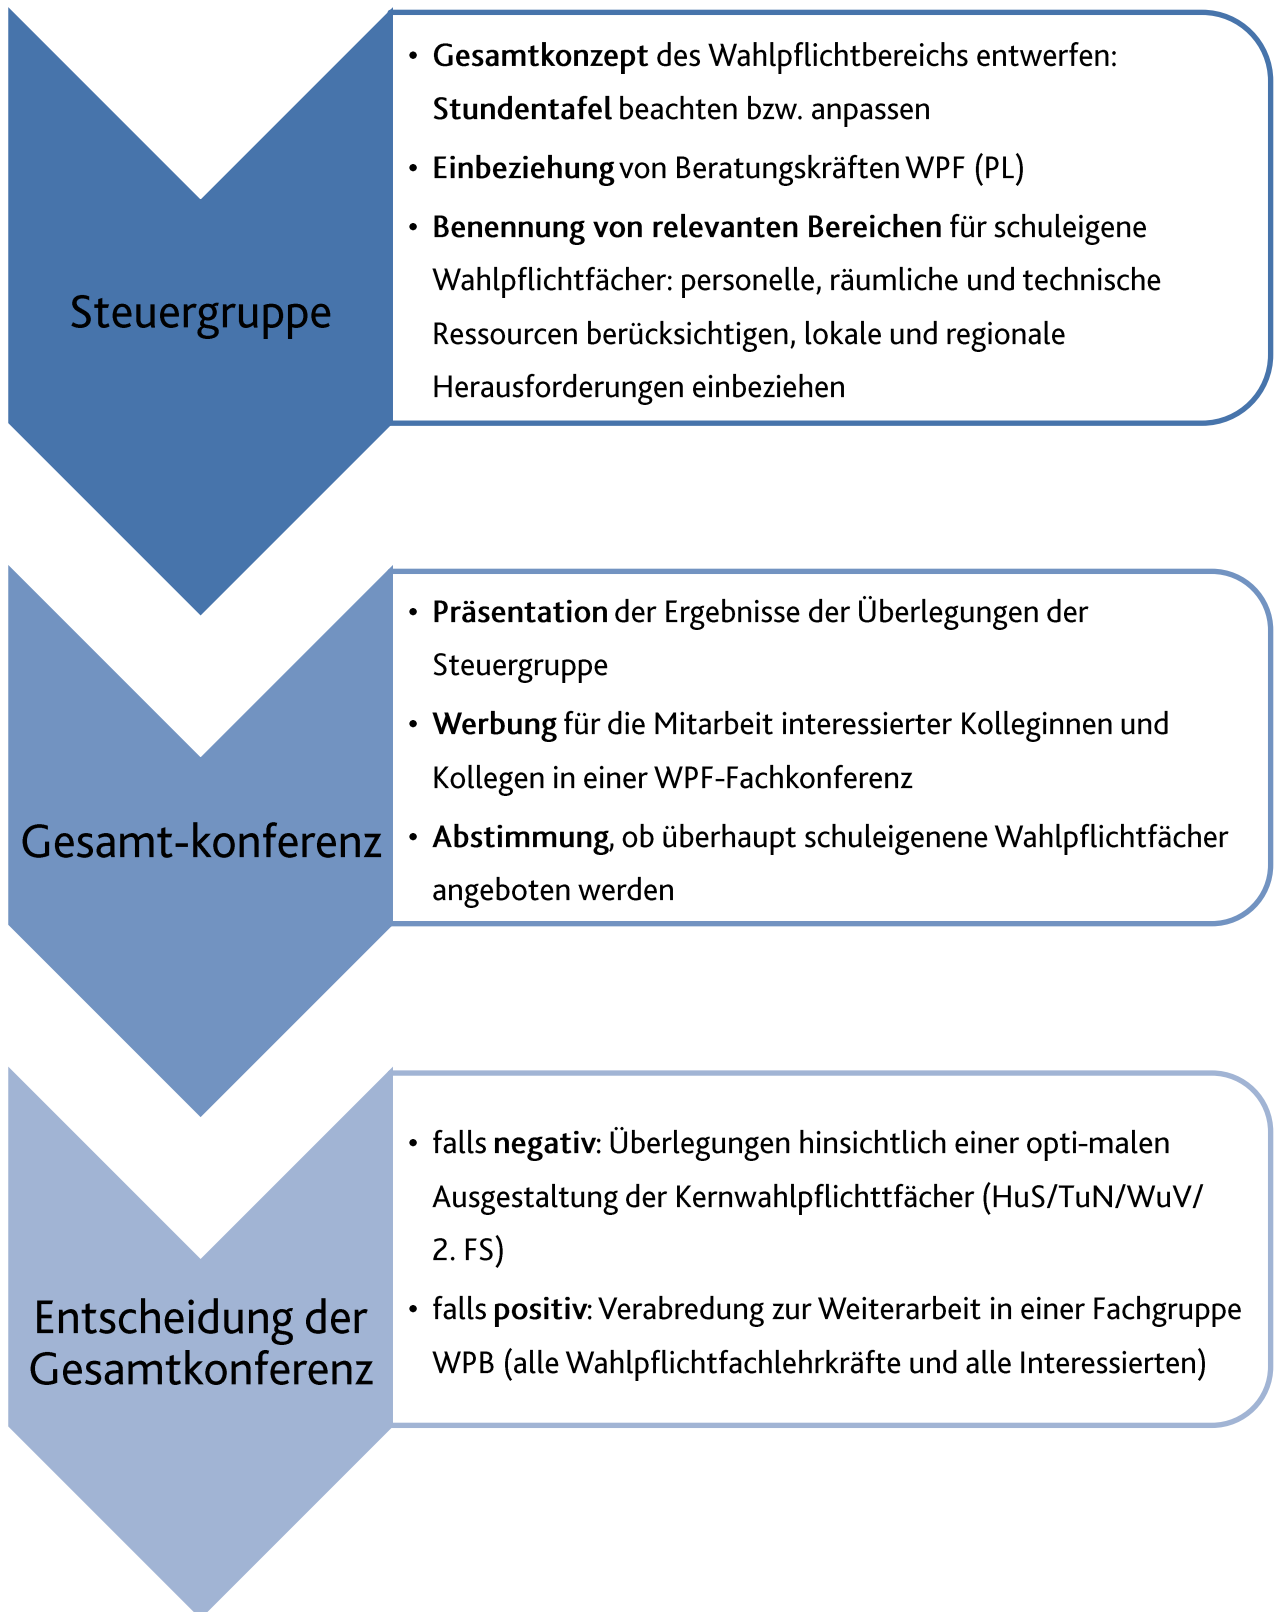 Steuergruppe
• Gesamtkonzept des Wahlpflichtbereichs entwerfen:
Stundentafel beachten bzw. anpassen
• Einbeziehung von Beratungskräften WPF (PL)
• Benennung von relevanten Bereichen für schuleigene
Wahlpflichtfächer: personelle, räumliche und technische
Ressourcen berücksichtigen, lokale und regionale
Herausforderungen einbeziehen
Gesamt-konferenz
• Präsentation der Ergebnisse der Überlegungen der
Steuergruppe
• Werbung für die Mitarbeit interessierter Kolleginnen und
Kollegen in einer WPF-Fachkonferenz
• Abstimmung, ob überhaupt schuleigenene Wahlpflichtfächer
angeboten werden
Entscheidung der
Gesamtkonferenz
• falls negativ: Überlegungen hinsichtlich einer opti-malen
Ausgestaltung der Kernwahlpflichttfächer (HuS/TuN/WuV/
2. FS)
• falls positiv: Verabredung zur Weiterarbeit in einer Fachgruppe
WPB (alle Wahlpflichtfachlehrkräfte und alle Interessierten)